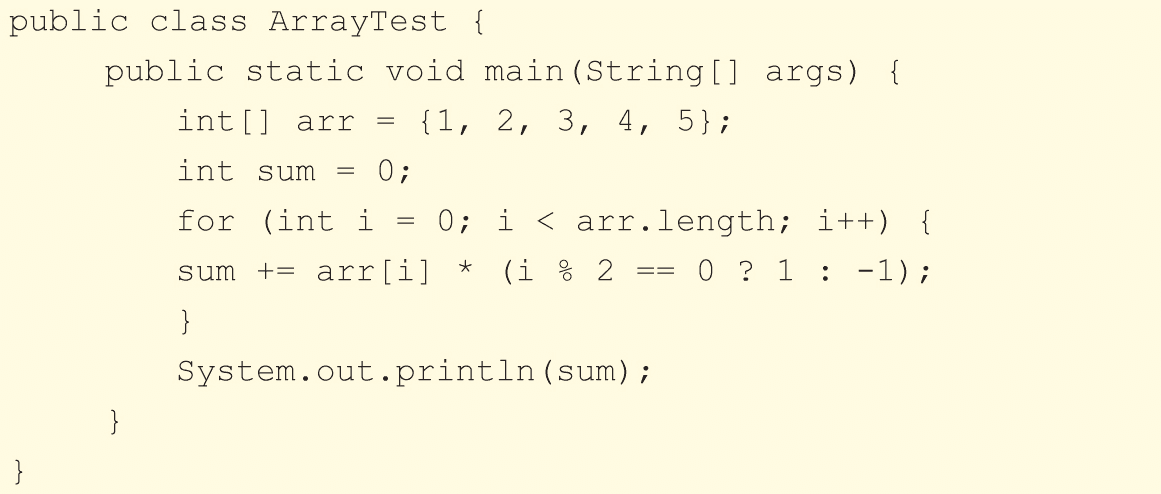 public class ArrayTest {
public static void main(String[] args) {
int[] arr = {1, 2, 3, 4, 5};
int sum = 0;
for (int i = 0; i < arr.length; i++) {
sum += arr[i] * (i % 2 == 0 ? 1 : -1);
}
System.out.println(sum);
}
}